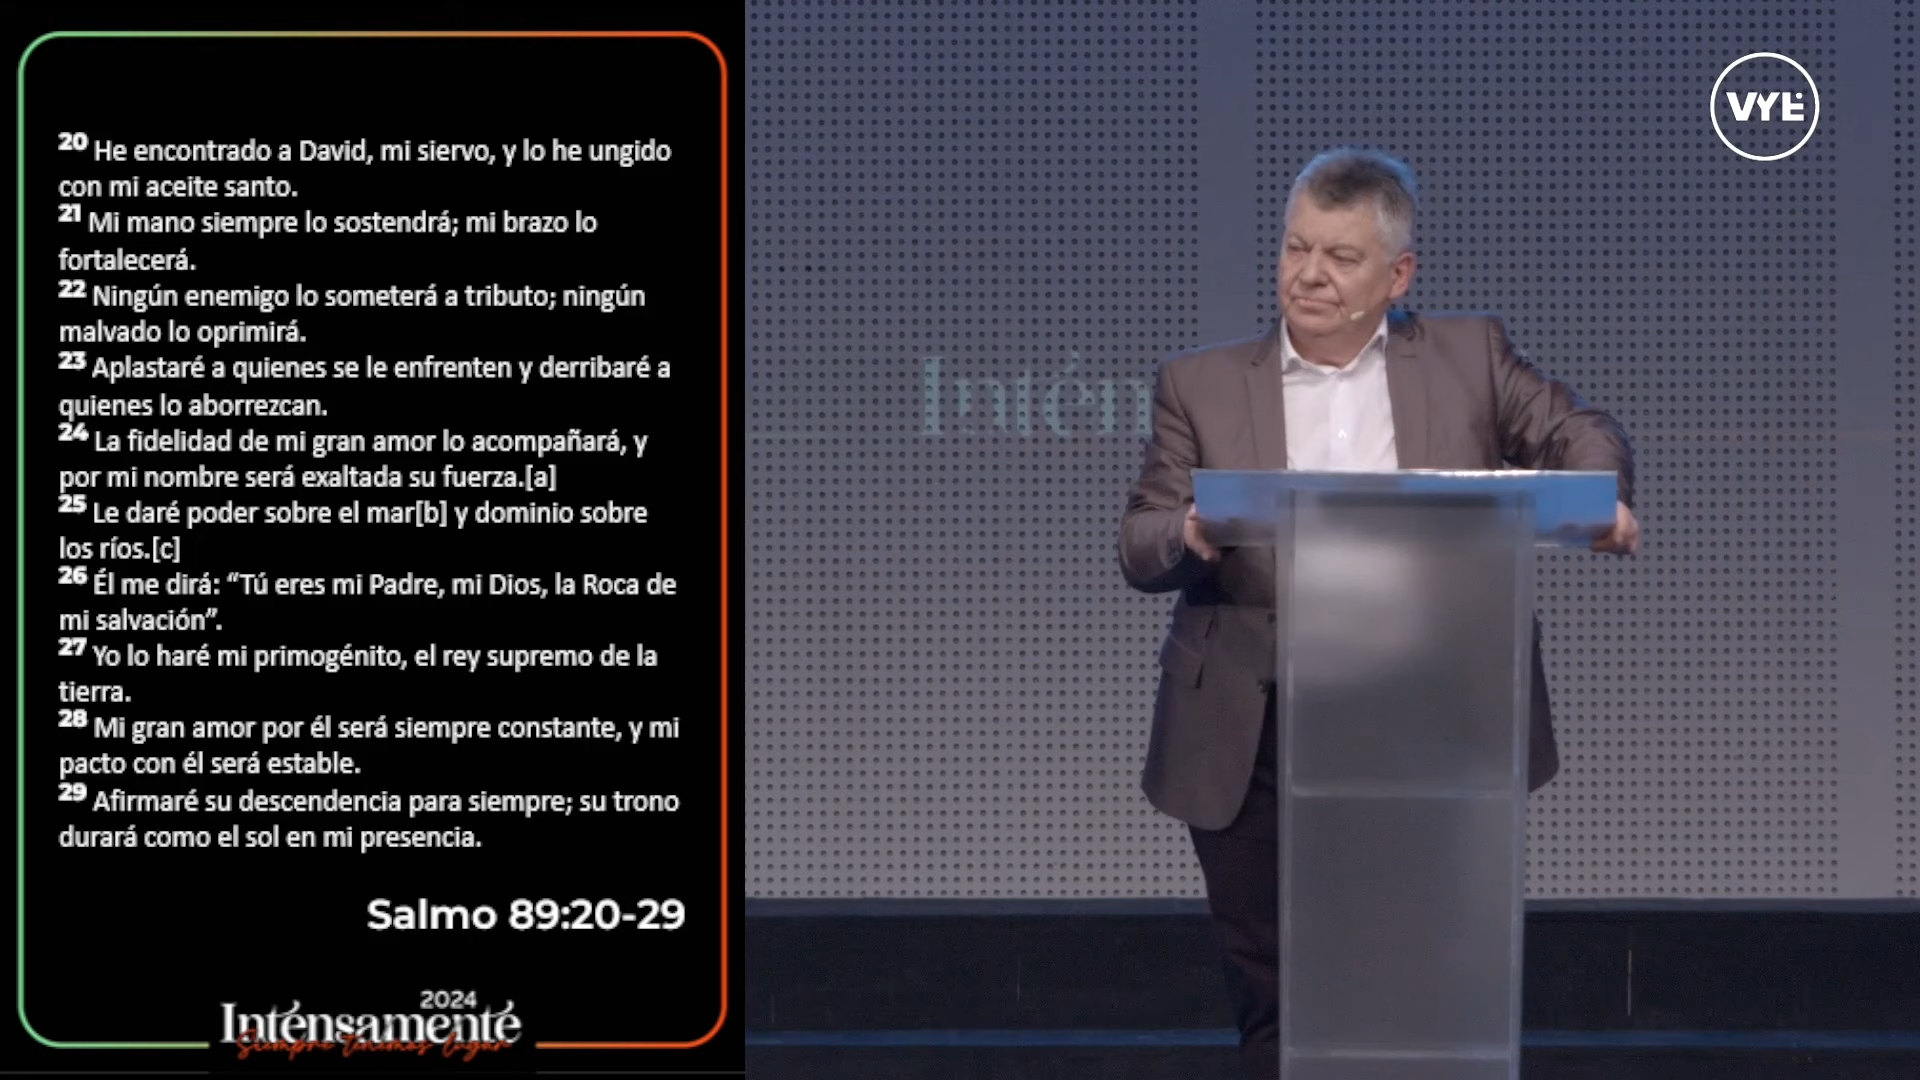 20 He encontrado a David, mi siervo, y lo he ungido
con mi aceite santo.
21 Mi mano siempre lo sostendrá; mi brazo lo
fortalecerá.
22 Ningún enemigo lo someterá a tributo; ningún
malvado lo oprimirá.
23 Aplastaré a quienes se le enfrenten y derribaré a
quienes lo aborrezcan.
24 La fidelidad de mi gran amor lo acompañará, y
por mi nombre será exaltada su fuerza.[a]
25 Le daré poder sobre el mar[b] y dominio sobre
los ríos.[c]
26 Él me dirá: “Tú eres mi Padre, mi Dios, la Roca de
mi salvación”.
27 Yo lo haré mi primogénito, el rey supremo de la
tierra.
28 Mi gran amor por él será siempre constante, y mi
pacto con él será estable.
29 Afirmaré su descendencia para siempre; su trono
durará como el sol en mi presencia.
Salmo 89:20-29
2024
Inténsaménté
Siempre tenemos lugar
VYE
Intén